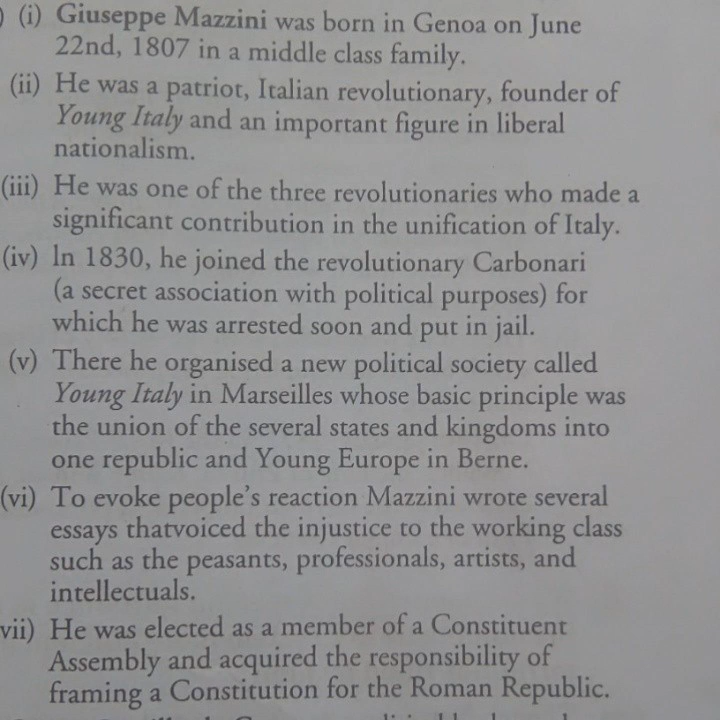 (i) Giuseppe Mazzini was born in Genoa on June
22nd, 1807 in a middle class family.
(ii) He was a patriot, Italian revolutionary, founder of
Young Italy and an important figure in liberal
nationalism.
(iii) He was one of the three revolutionaries who made a
significant contribution in the unification of Italy.
(iv) In 1830, he joined the revolutionary Carbonari
(a secret association with political purposes) for
which he was arrested soon and put in jail.
(v) There he organised a new political society called
Young Italy in Marseilles whose basic principle was
the union of the several states and kingdoms into
one republic and Young Europe in Berne.
(vi) To evoke people's reaction Mazzini wrote several
essays thatvoiced the injustice to the working class
such as the peasants, professionals, artists, and
intellectuals.
vii) He was elected as a member of a Constituent
Assembly and acquired the responsibility of
framing a Constitution for the Roman Republic.